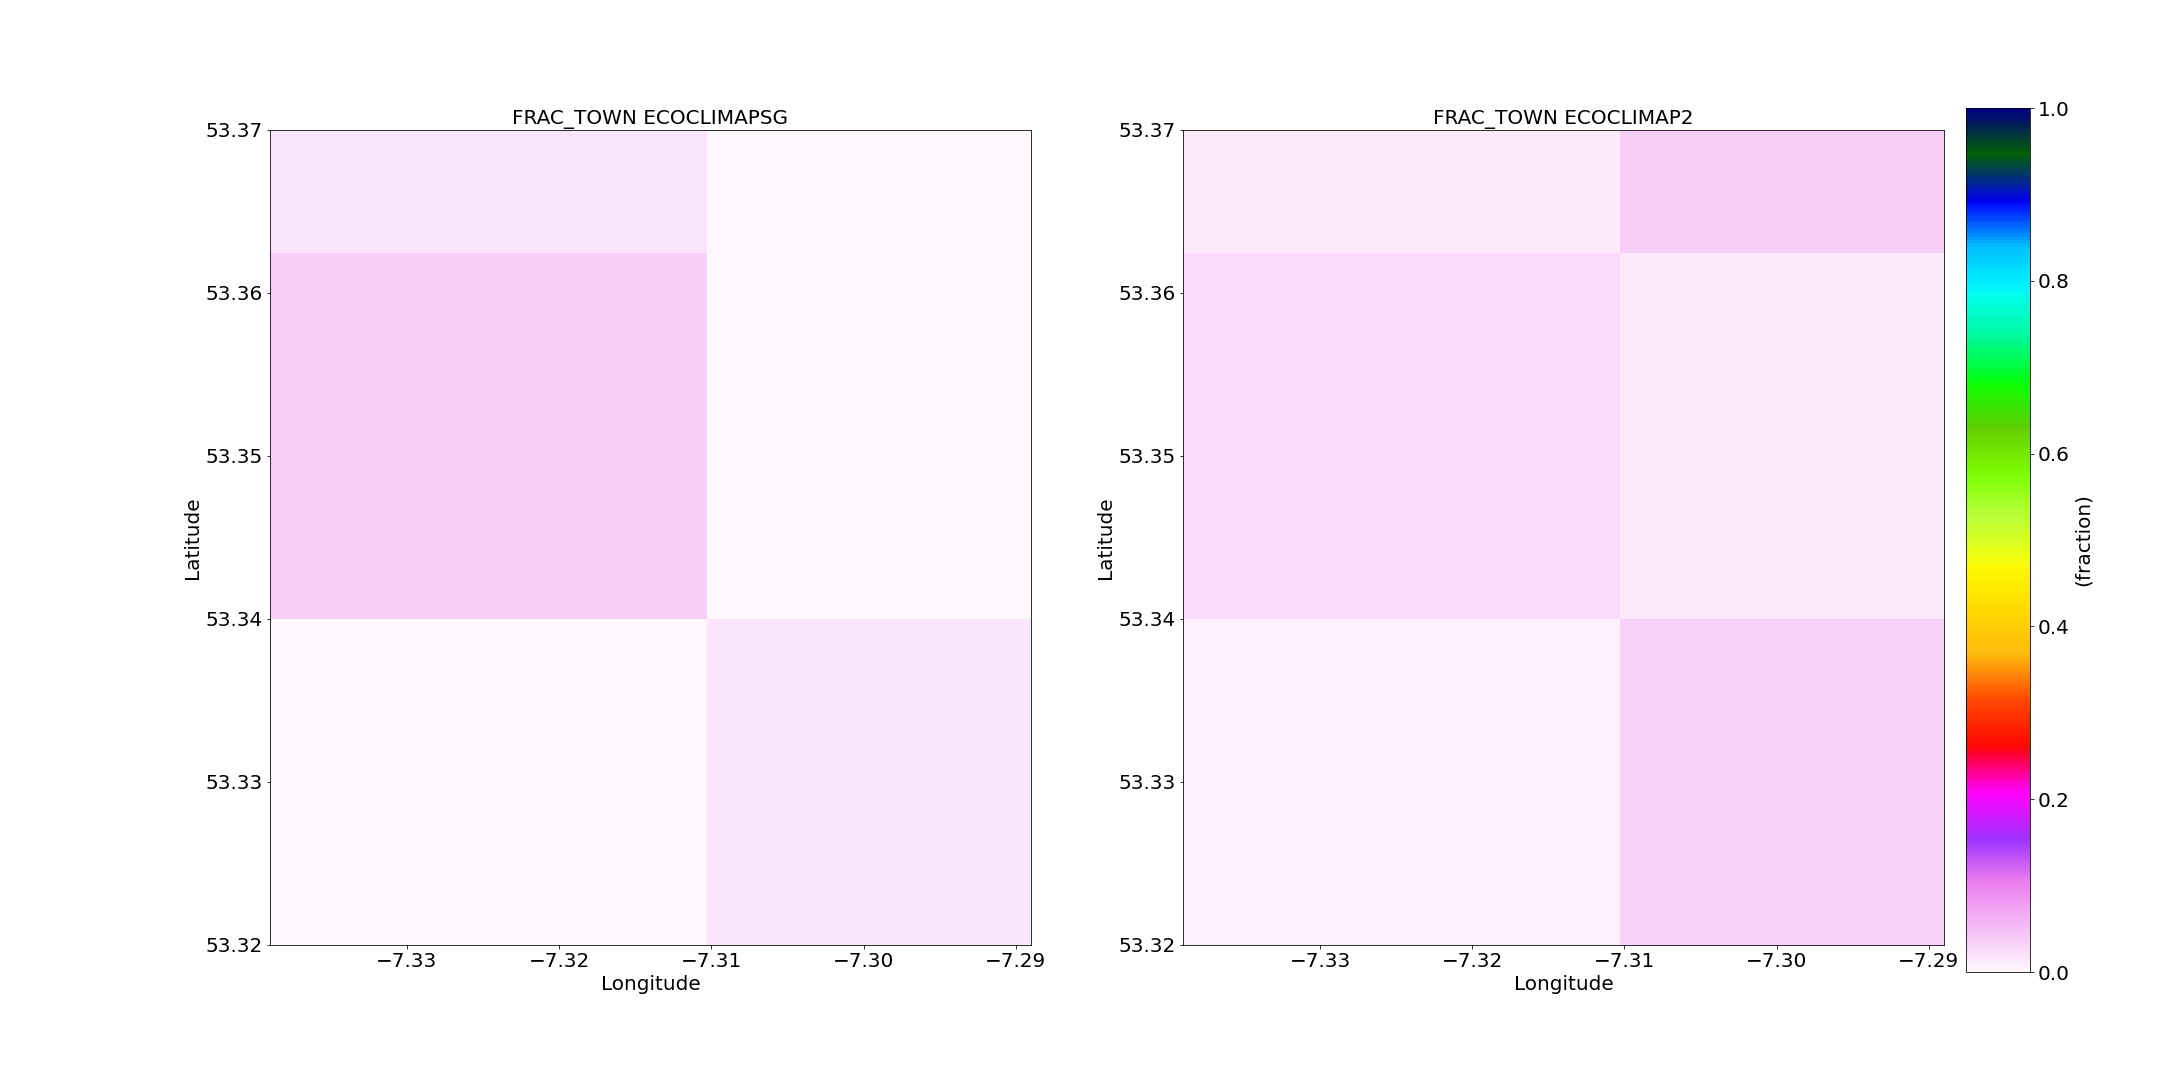 FRAC_TOWN ECOCLIMAPSG
53.37
53.36
53.35
53.34
53.33
53.32
Latitude
−7.33 −7.32 −7.31 −7.30 −7.29
Longitude
FRAC_TOWN ECOCLIMAP2
53.37
53.36
53.35
53.34
53.33
53.32
Latitude
−7.33 −7.32 −7.31 −7.30 −7.29
Longitude
1.0
0.8
0.6
0.4
0.2
0.0
(fraction)